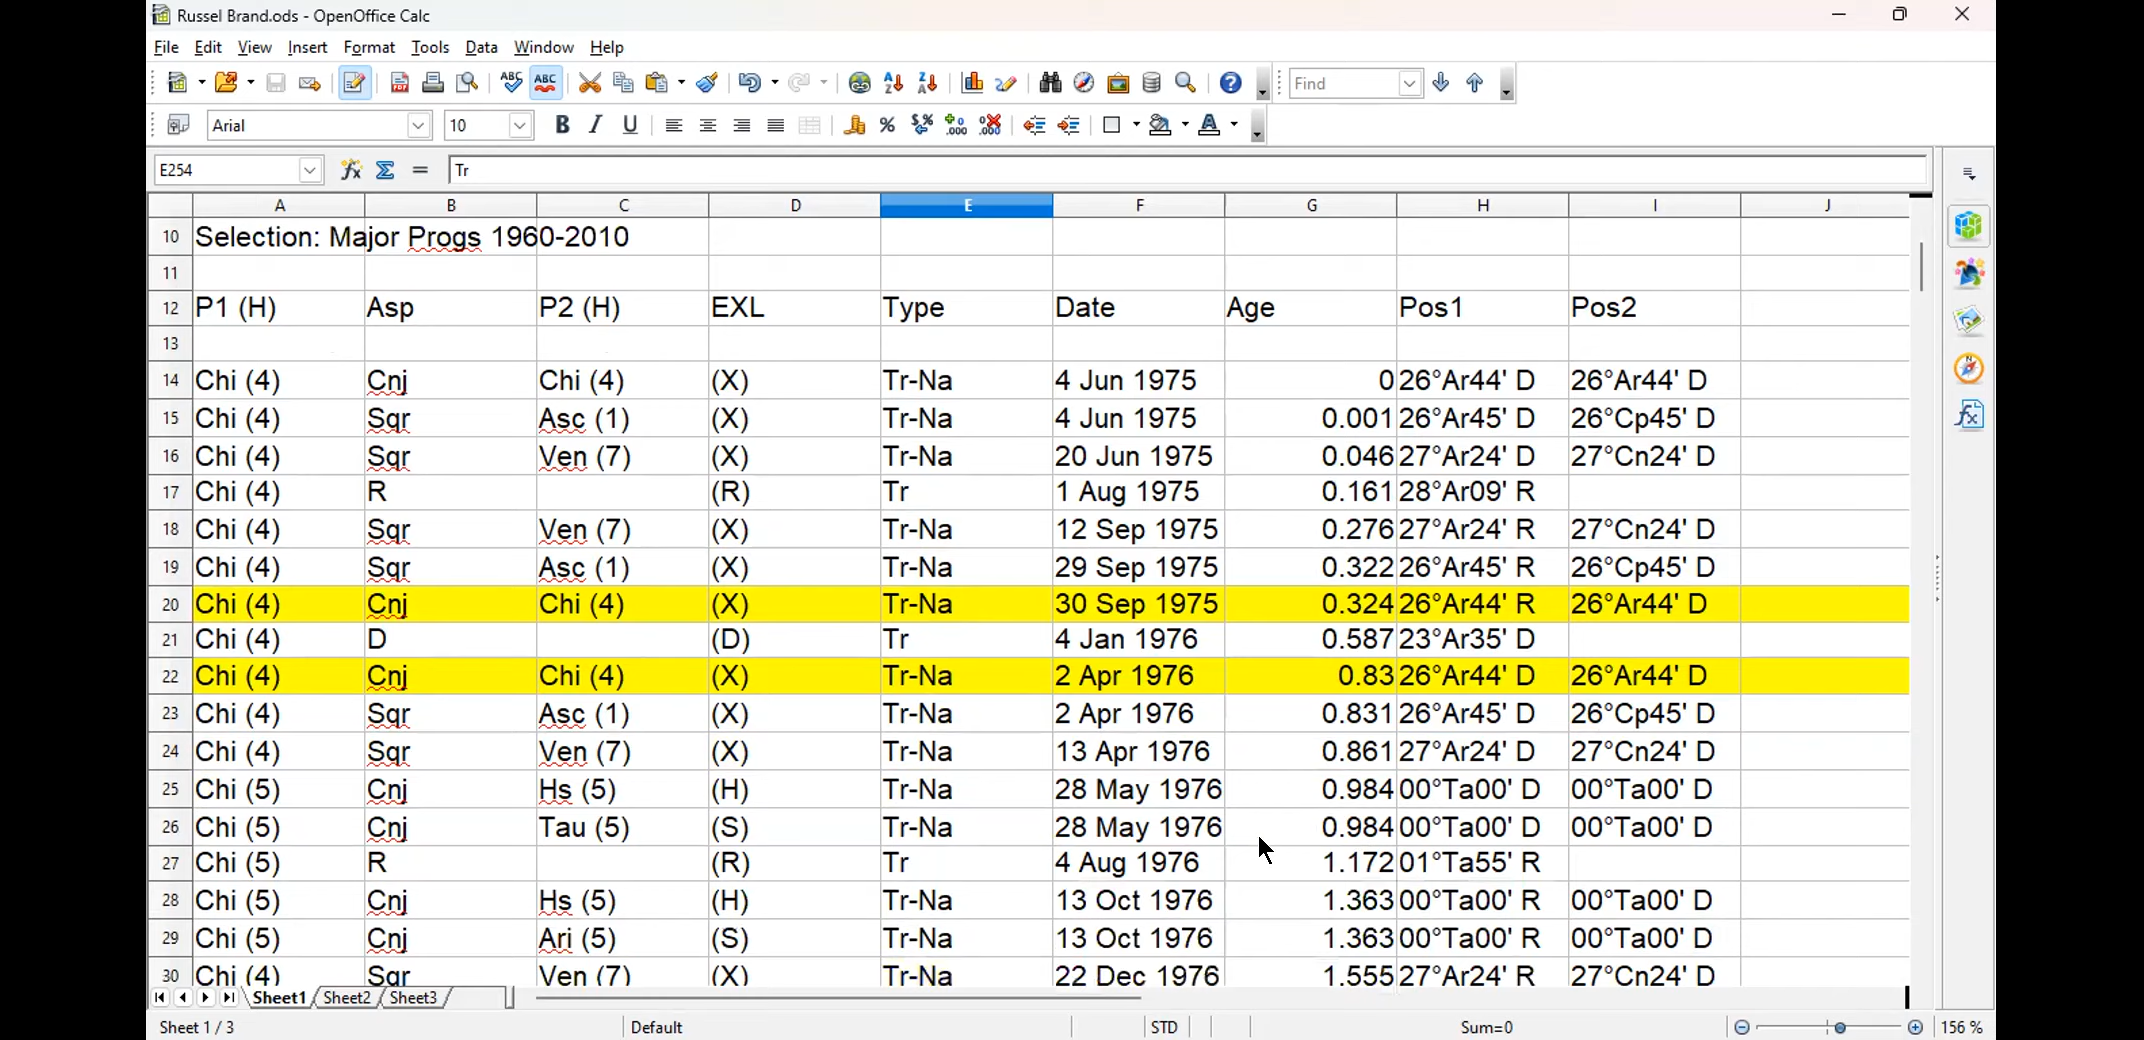 Russel Brand.ods - OpenOffice Calc
File Edit View Insert Format Tools Data Window Help
Find
Arial 10
E254 Tr
A B C D E F G H I J
10 Selection: Major Progs 1960-2010
11
12 P1 (H) Asp P2 (H) EXL Type Date Age Pos1 Pos2
13
14 Chi (4) Cnj Chi (4) (X) Tr-Na 4 Jun 1975 0 26°Ar44' D 26°Ar44' D
15 Chi (4) Sqr Asc (1) (X) Tr-Na 4 Jun 1975 0.001 26°Ar45' D 26°Cp45' D
16 Chi (4) Sqr Ven (7) (X) Tr-Na 20 Jun 1975 0.046 27°Ar24' D 27°Cn24' D
17 Chi (4) R (R) Tr 1 Aug 1975 0.161 28°Ar09' R
18 Chi (4) Sqr Ven (7) (X) Tr-Na 12 Sep 1975 0.276 27°Ar24' R 27°Cn24' D
19 Chi (4) Sqr Asc (1) (X) Tr-Na 29 Sep 1975 0.322 26°Ar45' R 26°Cp45' D
20 Chi (4) Cnj Chi (4) (X) Tr-Na 30 Sep 1975 0.324 26°Ar44' R 26°Ar44' D
21 Chi (4) D (D) Tr 4 Jan 1976 0.587 23°Ar35' D
22 Chi (4) Cnj Chi (4) (X) Tr-Na 2 Apr 1976 0.83 26°Ar44' D 26°Ar44' D
23 Chi (4) Sqr Asc (1) (X) Tr-Na 2 Apr 1976 0.831 26°Ar45' D 26°Cp45' D
24 Chi (4) Sqr Ven (7) (X) Tr-Na 13 Apr 1976 0.861 27°Ar24' D 27°Cn24' D
25 Chi (5) Cnj Hs (5) (H) Tr-Na 28 May 1976 0.984 00°Ta00' D 00°Ta00' D
26 Chi (5) Cnj Tau (5) (S) Tr-Na 28 May 1976 0.984 00°Ta00' D 00°Ta00' D
27 Chi (5) R (R) Tr 4 Aug 1976 1.172 01°Ta55' R
28 Chi (5) Cnj Hs (5) (H) Tr-Na 13 Oct 1976 1.363 00°Ta00' R 00°Ta00' D
29 Chi (5) Cnj Ari (5) (S) Tr-Na 13 Oct 1976 1.363 00°Ta00' R 00°Ta00' D
30 Chi (4) Sqr Ven (7) (X) Tr-Na 22 Dec 1976 1.555 27°Ar24' R 27°Cn24' D
Sheet1 Sheet2 Sheet3
Sheet 1 / 3 Default STD Sum=0 156 %